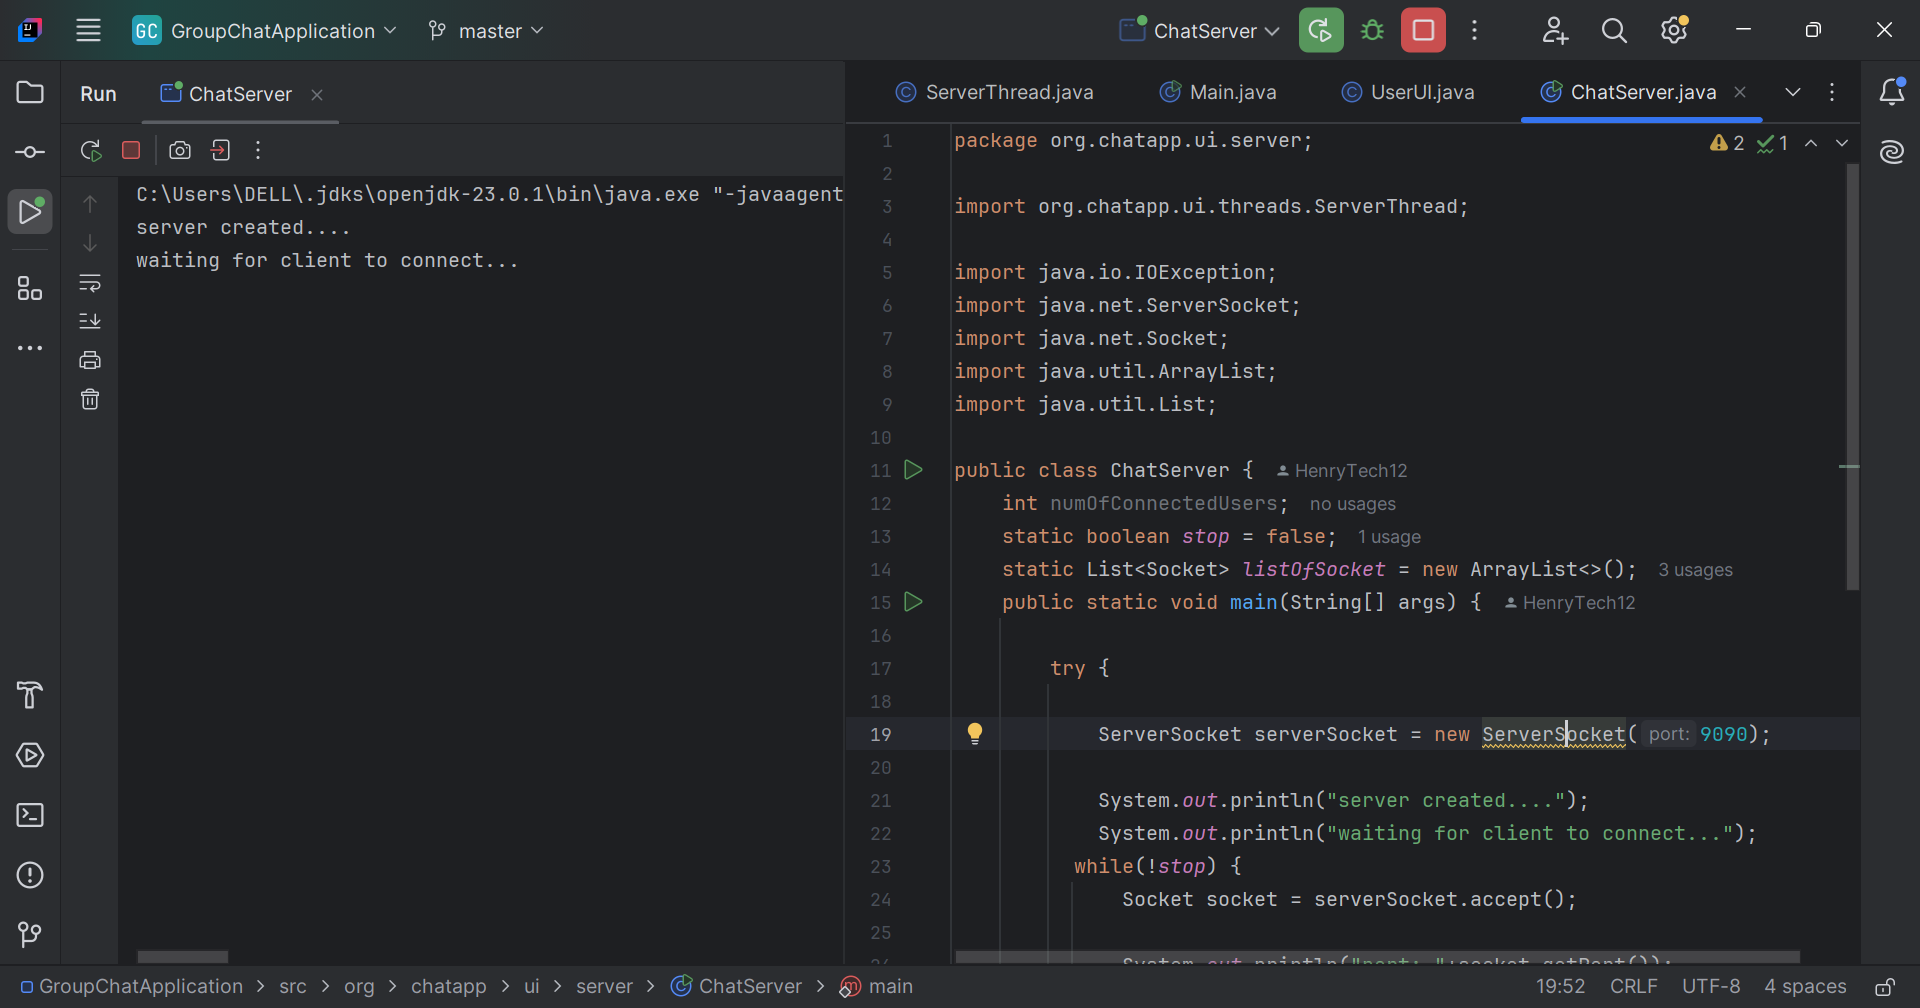 GC GroupChatApplication master ChatServer
Run ChatServer
ServerThread.java Main.java UserUI.java ChatServer.java
C:\Users\DELL\.jdks\openjdk-23.0.1\bin\java.exe "-javaagent
server created....
waiting for client to connect...
2 1
1 package org.chatapp.ui.server;
2
3 import org.chatapp.ui.threads.ServerThread;
4
5 import java.io.IOException;
6 import java.net.ServerSocket;
7 import java.net.Socket;
8 import java.util.ArrayList;
9 import java.util.List;
10
11 public class ChatServer { HenryTech12
12 int numOfConnectedUsers; no usages
13 static boolean stop = false; 1 usage
14 static List<Socket> listOfSocket = new ArrayList<>(); 3 usages
15 public static void main(String[] args) { HenryTech12
16
17 try {
18
19 ServerSocket serverSocket = new ServerSocket( port: 9090);
20
21 System.out.println("server created....");
22 System.out.println("waiting for client to connect...");
23 while(!stop) {
24 Socket socket = serverSocket.accept();
25
26 System.out.println("port: "+socket.getPort());
GroupChatApplication > src > org > chatapp > ui > server > ChatServer > main
19:52 CRLF UTF-8 4 spaces